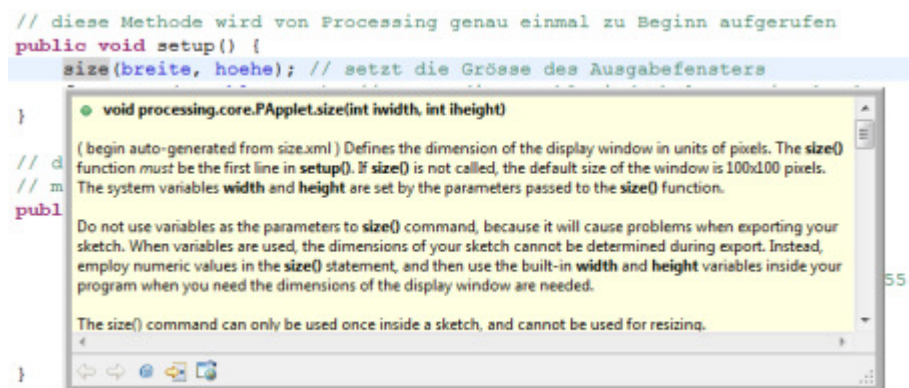 // diese Methode wird von Processing genau einmal zu Beginn aufgerufen
public void setup() {
size(breite, hoehe); // setzt die Grösse des Ausgabefensters
}
void processing.core.PApplet.size(int iwidth, int iheight)
( begin auto-generated from size.xml ) Defines the dimension of the display window in units of pixels. The size()
function must be the first line in setup(). If size() is not called, the default size of the window is 100x100 pixels.
The system variables width and height are set by the parameters passed to the size() function.
Do not use variables as the parameters to size() command, because it will cause problems when exporting your
sketch. When variables are used, the dimensions of your sketch cannot be determined during export. Instead,
employ numeric values in the size() statement, and then use the built-in width and height variables inside your
program when you need the dimensions of the display window are needed.
The size() command can only be used once inside a sketch, and cannot be used for resizing.
// d
// m
publ
55
}